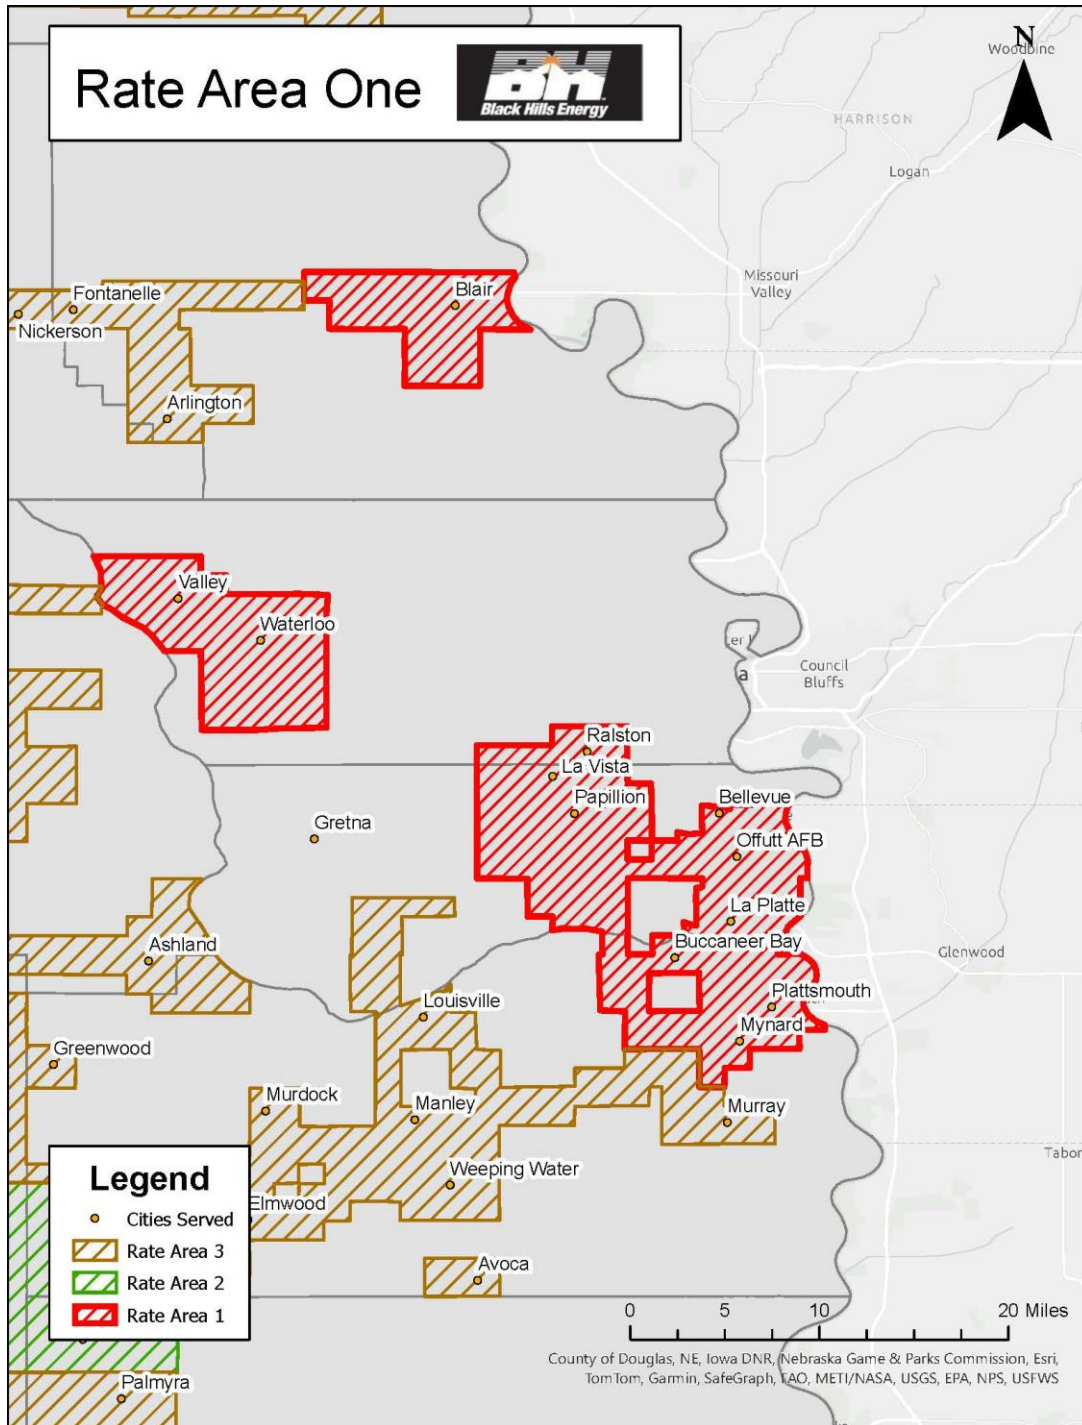 Rate Area One
BH
Black Hills Energy
N
Woodbine
HARRISON
Logan
Missouri
Valley
Blair
Fontanelle
Nickerson
Arlington
Valley
Waterloo
Council
Bluffs
Ralston
La Vista
Papillion
Bellevue
Gretna
Offutt AFB
La Platte
Ashland
Buccaneer Bay
Glenwood
Plattsmouth
Louisville
Mynard
Greenwood
Murdock
Manley
Murray
Tabor
Weeping Water
Elmwood
Avoca
Legend
Cities Served
Rate Area 3
Rate Area 2
Rate Area 1
Palmyra
0 5 10 20 Miles
County of Douglas, NE, Iowa DNR, Nebraska Game & Parks Commission, Esri,
TomTom, Garmin, SafeGraph, FAO, METI/NASA, USGS, EPA, NPS, USFWS